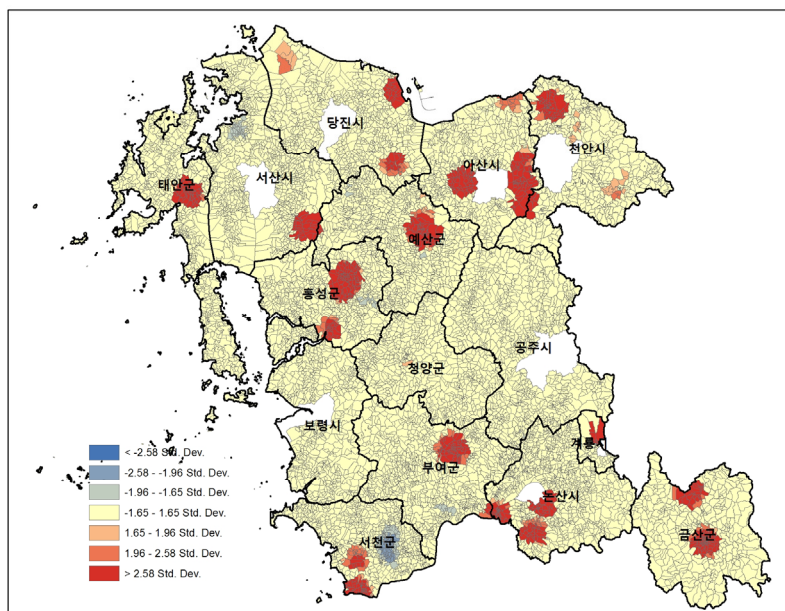 당진시
아산시
천안시
태안군
서산시
예산군
홍성군
공주시
청양군
보령시
계룡시
부여군
논산시
서천군
금산군
< -2.58 Std. Dev.
-2.58 - -1.96 Std. Dev.
-1.96 - -1.65 Std. Dev.
-1.65 - 1.65 Std. Dev.
1.65 - 1.96 Std. Dev.
1.96 - 2.58 Std. Dev.
> 2.58 Std. Dev.